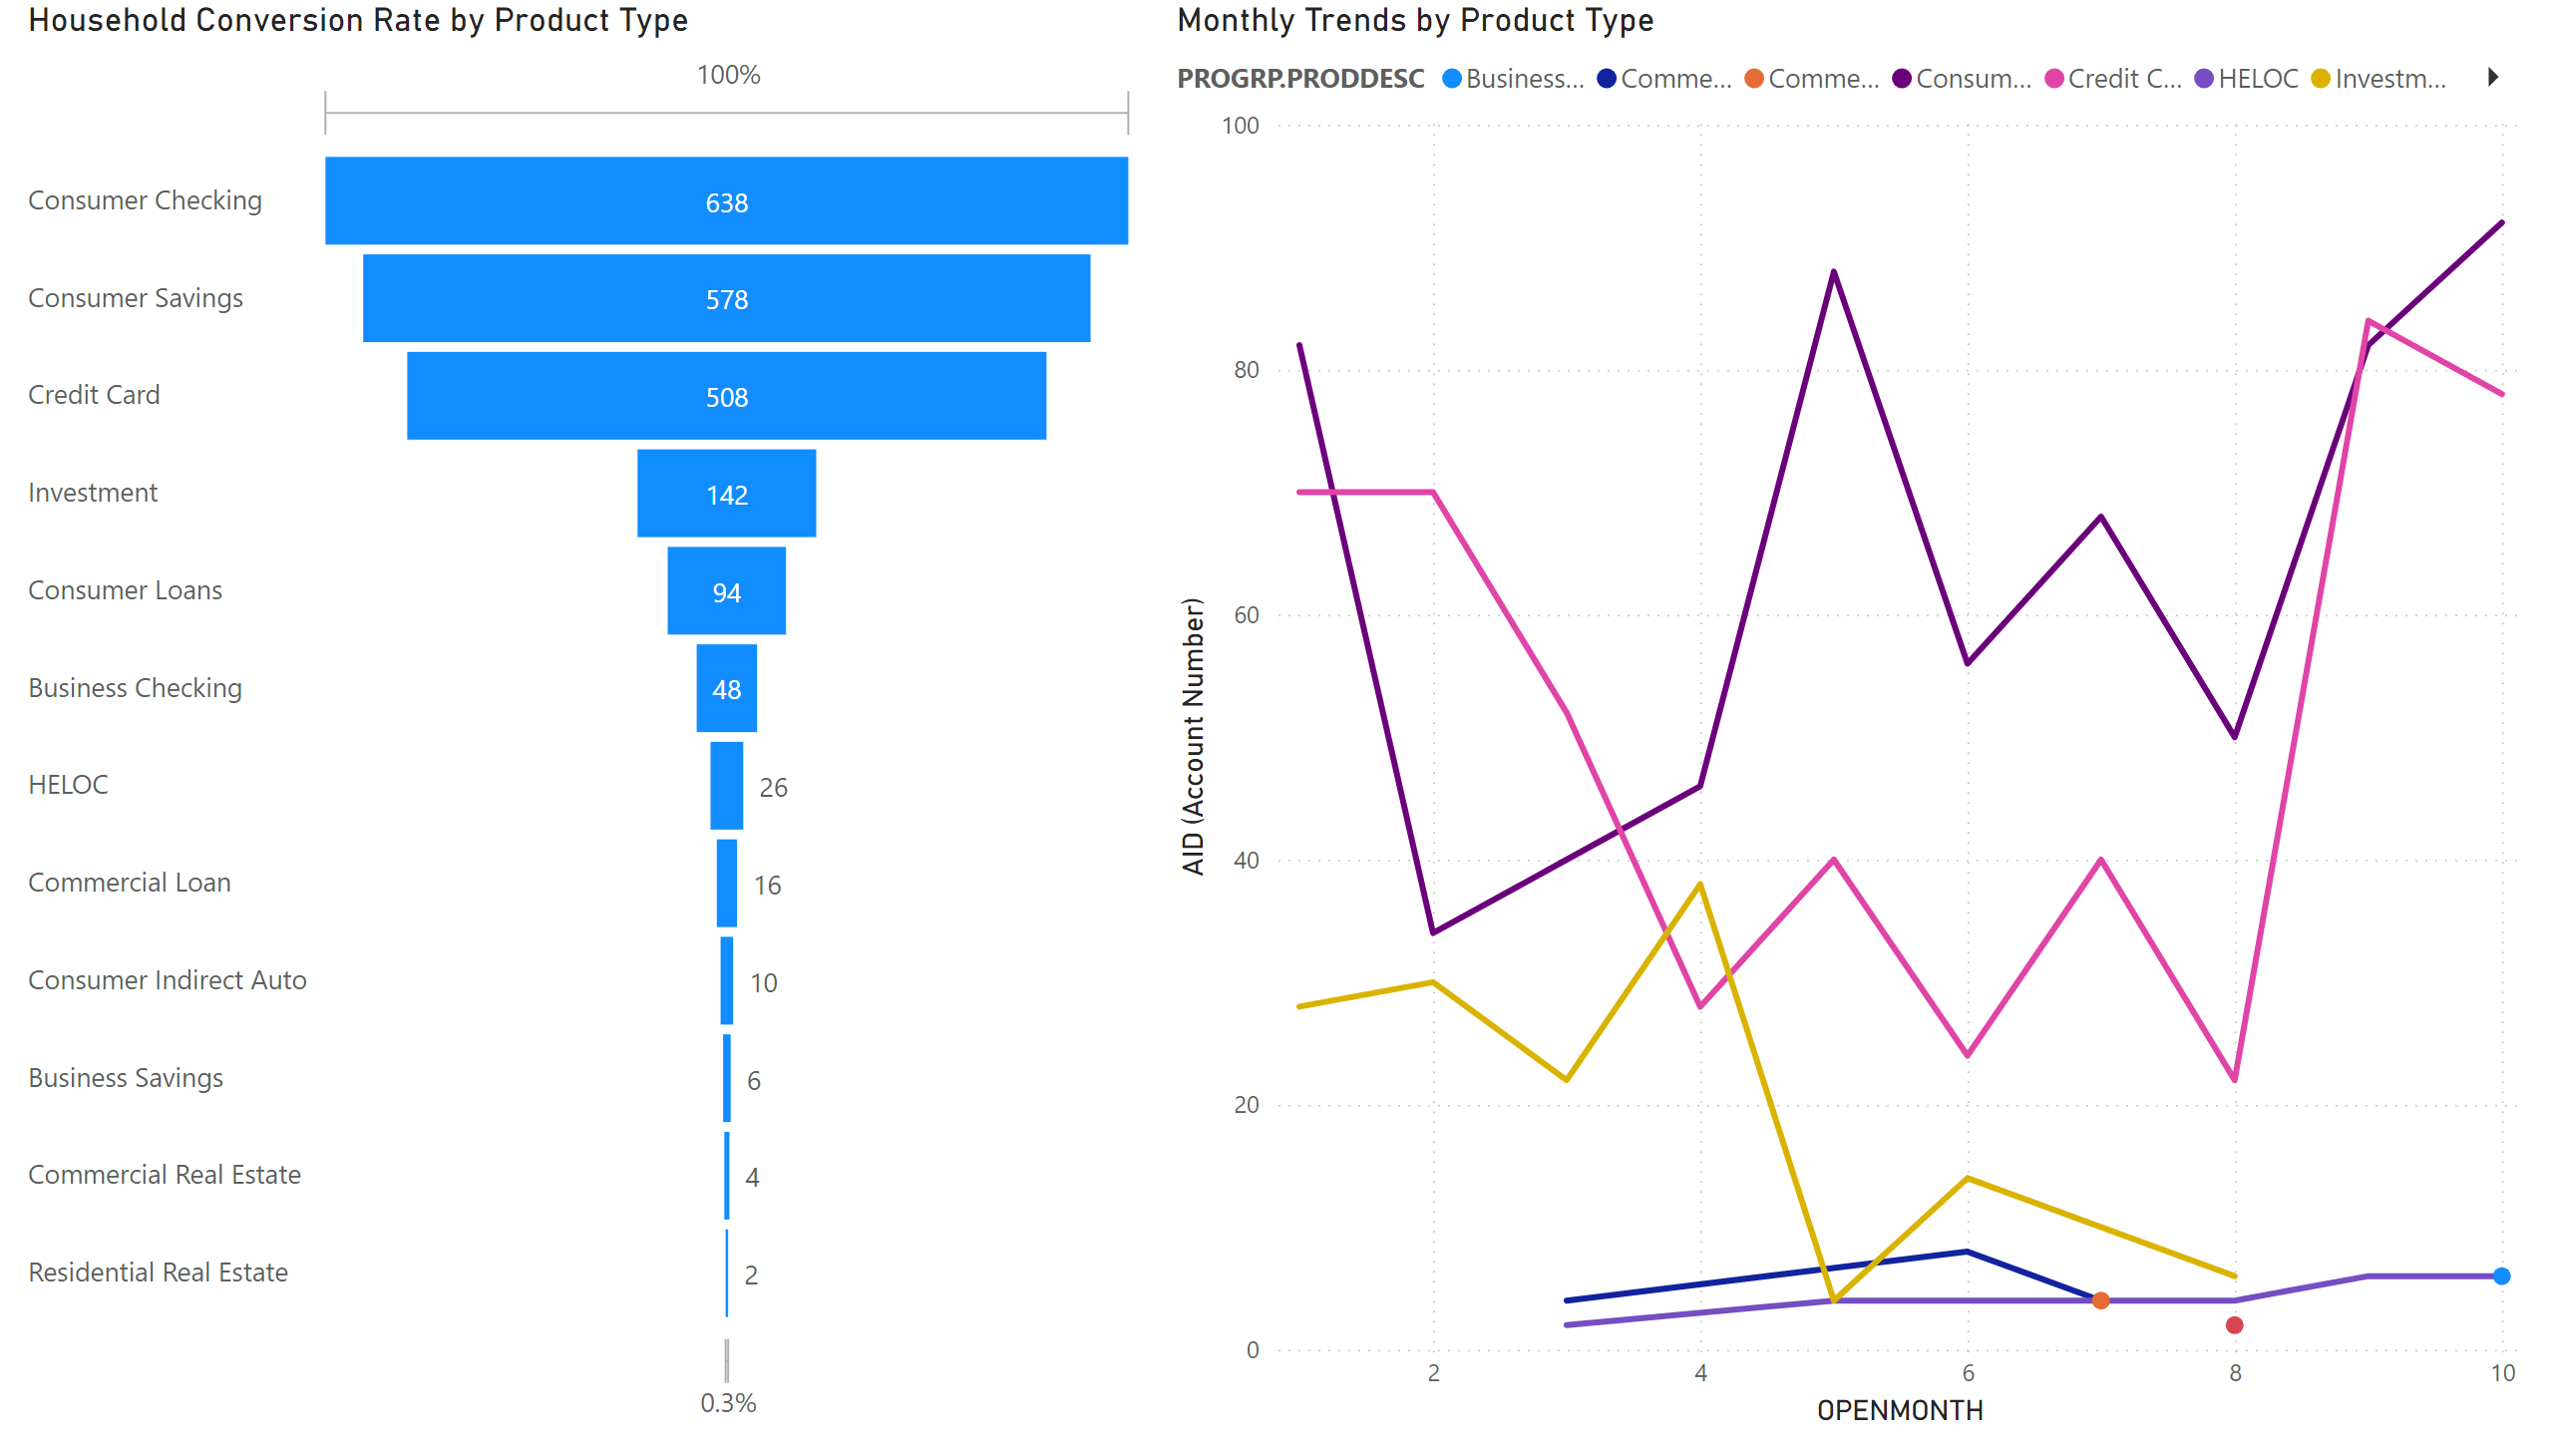 Household Conversion Rate by Product Type
100%
Consumer Checking 638
Consumer Savings 578
Credit Card 508
Investment 142
Consumer Loans 94
Business Checking 48
HELOC 26
Commercial Loan 16
Consumer Indirect Auto 10
Business Savings 6
Commercial Real Estate 4
Residential Real Estate 2
0.3%
Monthly Trends by Product Type
PROGRP.PRODDESC Business... Comme... Comme... Consum... Credit C... HELOC Investm...
100
80
60
40
20
0
AID (Account Number)
2 4 6 8 10
OPENMONTH